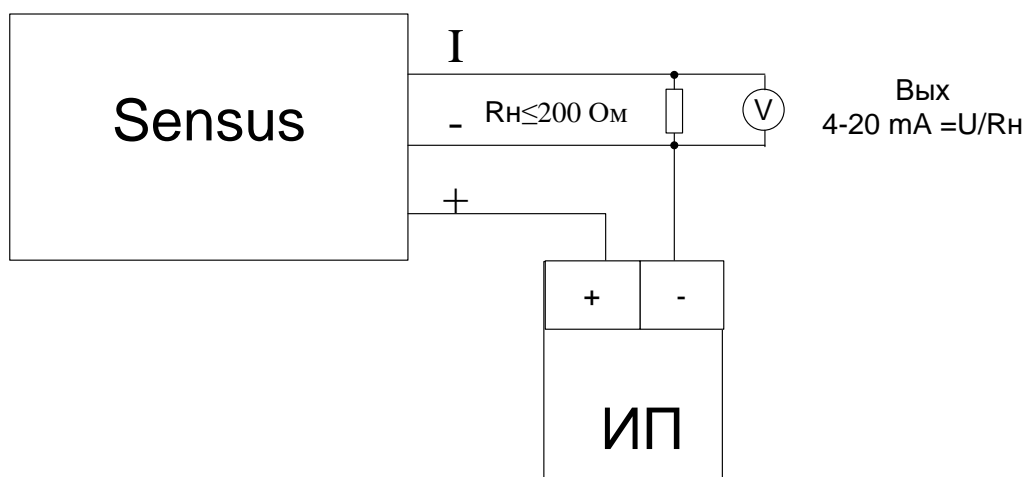 I
Sensus
-
Rн≤200 Ом
V
Вых
4-20 mA =U/Rн
+
+ -
ИП